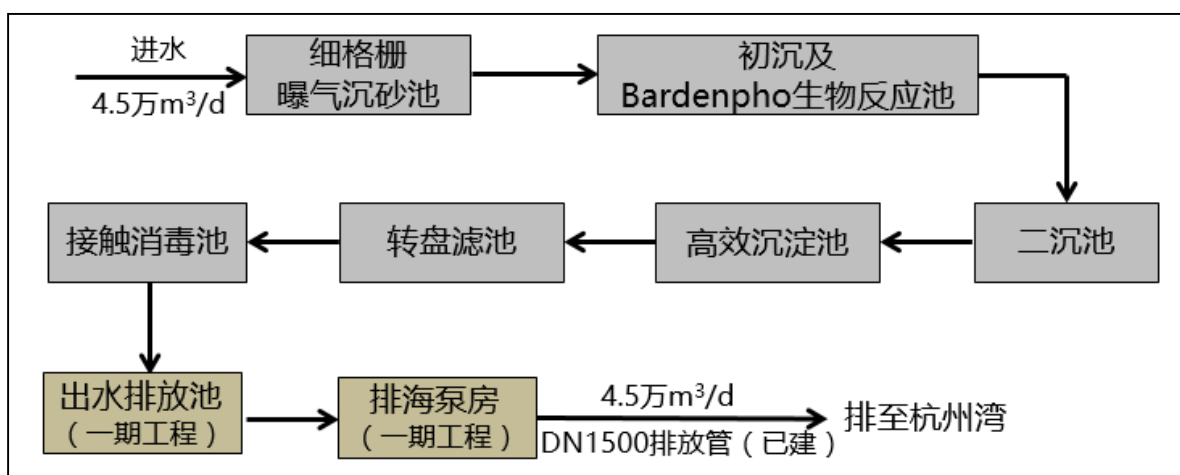 进水
4.5万m³/d
细格栅
曝气沉砂池
初沉及
Bardenpho生物反应池
二沉池
高效沉淀池
转盘滤池
接触消毒池
出水排放池
（一期工程）
排海泵房
（一期工程）
4.5万m³/d
DN1500排放管（已建）
排至杭州湾